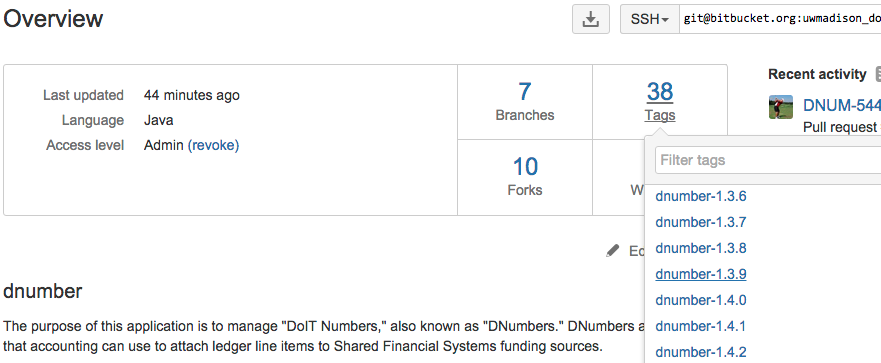 Overview
SSH
git@bitbucket.org:uwmadison_do
Last updated 44 minutes ago
Language Java
Access level Admin (revoke)
7
Branches
38
Tags
10
Forks
W
Recent activity
DNUM-544
Pull request
Filter tags
dnumber-1.3.6
dnumber-1.3.7
dnumber-1.3.8
dnumber-1.3.9
dnumber-1.4.0
dnumber-1.4.1
dnumber-1.4.2
Ed
dnumber
The purpose of this application is to manage "DoIT Numbers," also known as "DNumbers." DNumbers a
that accounting can use to attach ledger line items to Shared Financial Systems funding sources.